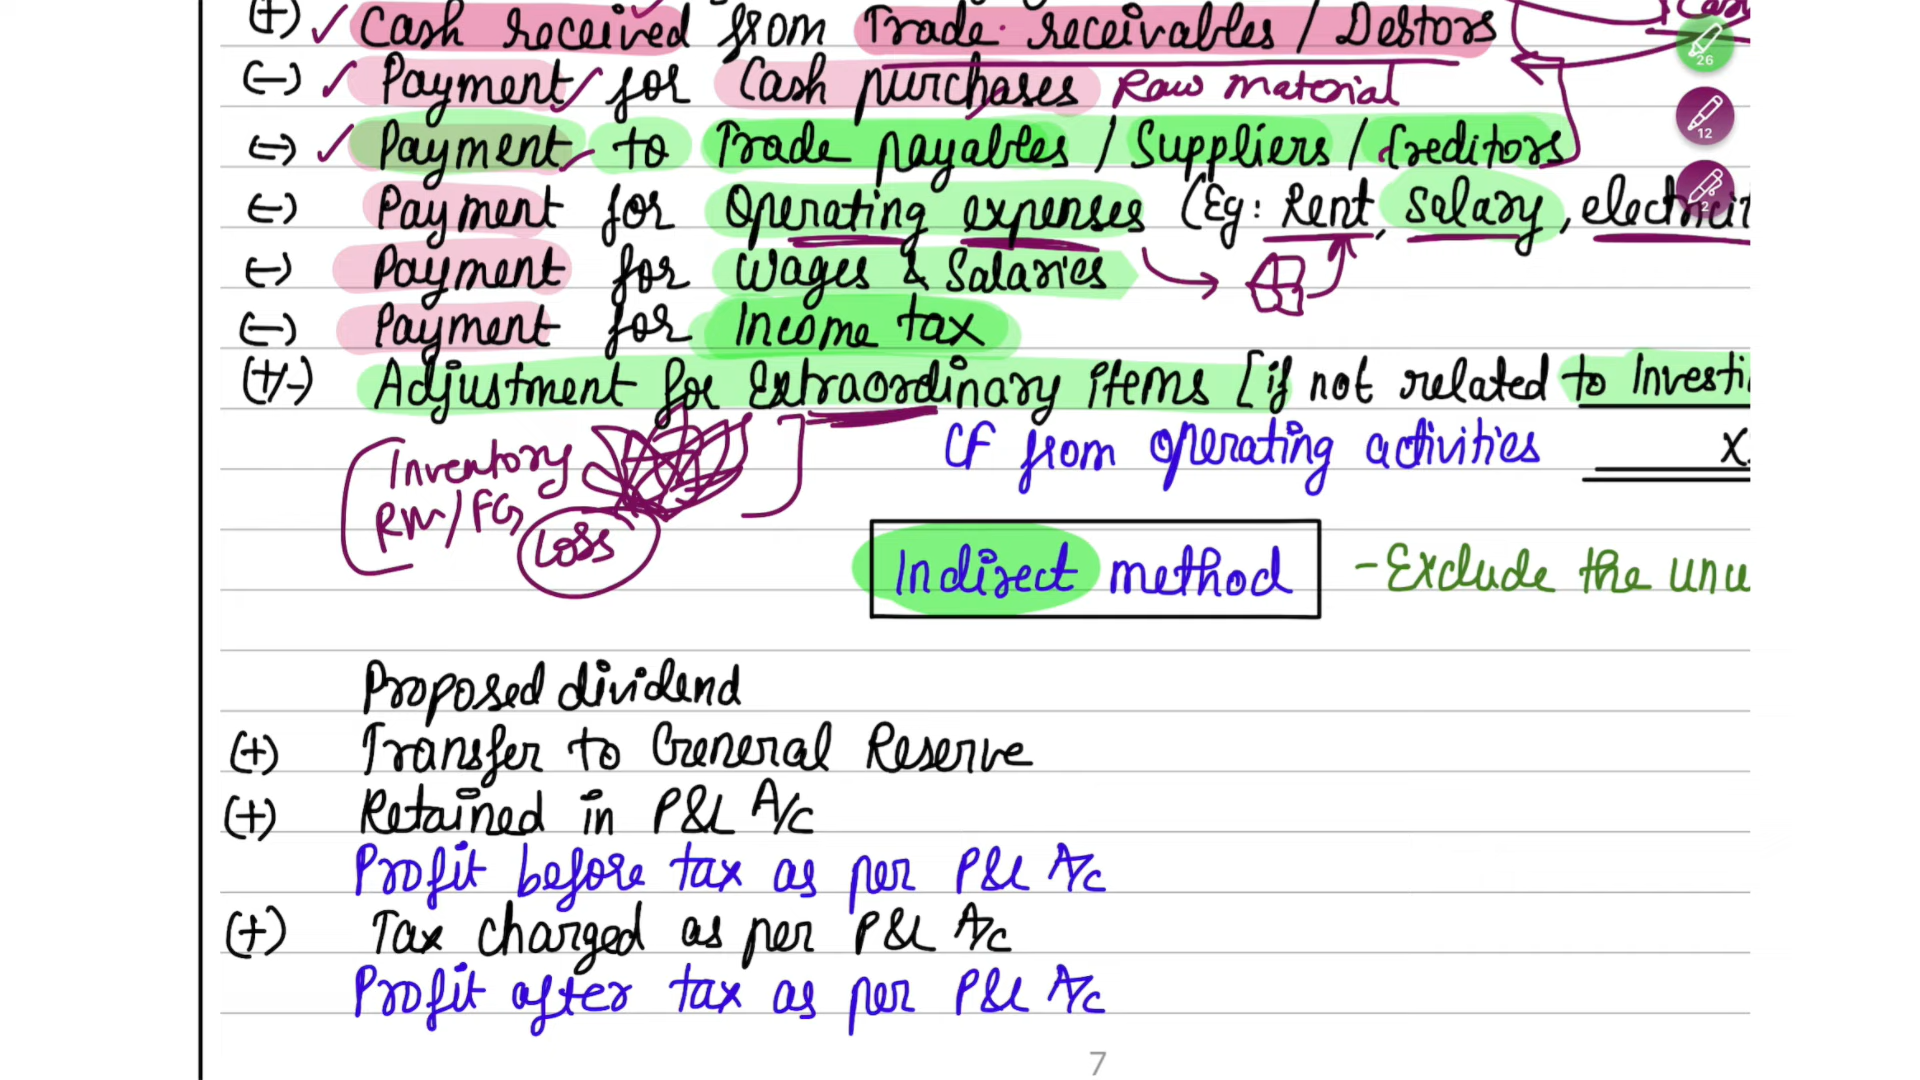 (+) ✓ Cash received from Trade receivables / Debtors
(-) ✓ Payment for Cash purchases Raw material
26
(-) ✓ Payment to Trade payables / Suppliers / Creditors
12
(-) Payment for Operating expenses (Eg: Rent, Salary, electricit
2
(-) Payment for Wages & Salaries
(-) Payment for Income tax
(+/-) Adjustment for Extraordinary items [if not related to Investi
CF from operating activities X
Inventory
RM/FG
Loss
Indirect method - Exclude the unu
Proposed dividend
(+) Transfer to General Reserve
(+) Retained in P&L A/c
Profit before tax as per P&L A/c
(+) Tax charged as per P&L A/c
Profit after tax as per P&L A/c
7